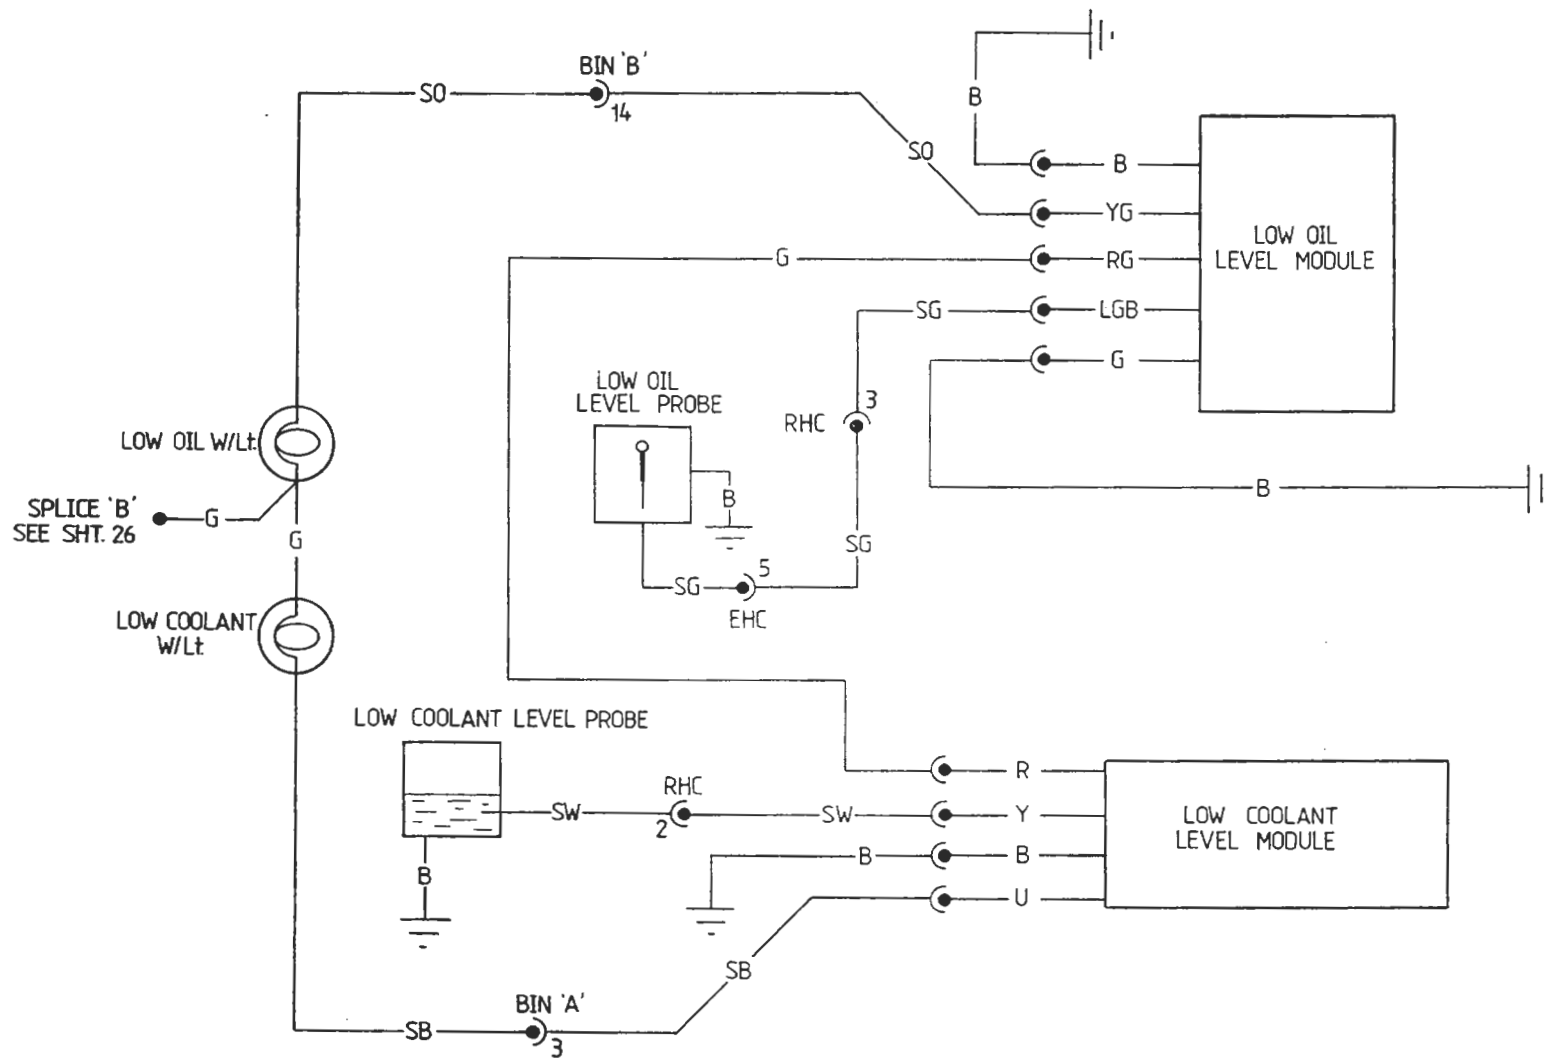 BIN 'B'
SO
14
B
SO
B
YG
LOW OIL
LEVEL MODULE
G
RG
SG
LGB
G
LOW OIL
LEVEL PROBE
3
RHC
LOW OIL W/Lt.
SPLICE 'B'
SEE SHT. 26
G
G
B
B
SG
SG
5
EHC
LOW COOLANT
W/Lt.
LOW COOLANT LEVEL PROBE
R
RHC
SW
2
SW
Y
LOW COOLANT
LEVEL MODULE
B
B
B
U
SB
BIN 'A'
SB
3